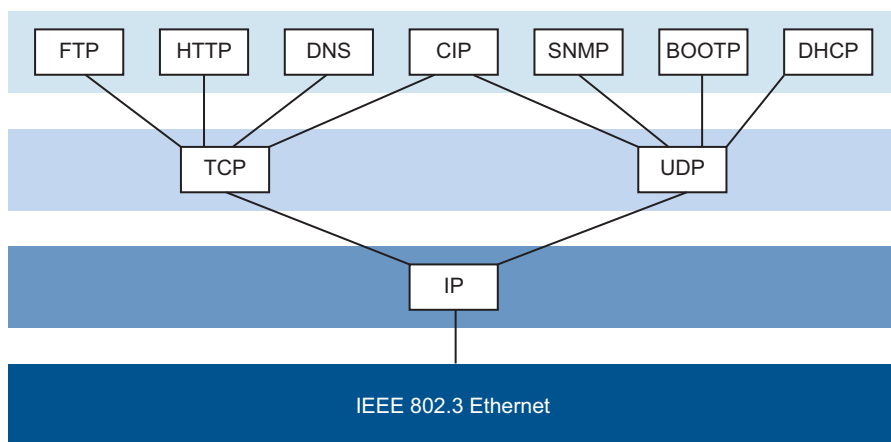 FTP
HTTP
DNS
CIP
SNMP
BOOTP
DHCP
TCP
UDP
IP
IEEE 802.3 Ethernet